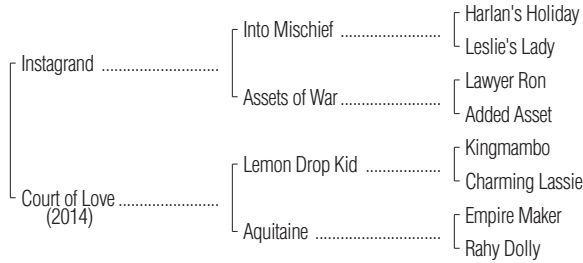 Harlan's Holiday
Into Mischief ....................
Leslie's Lady
Instagrand ........................
Lawyer Ron
Assets of War....................
Added Asset
Kingmambo
Lemon Drop Kid ...............
Charming Lassie
Court of Love ....................
(2014)
Empire Maker
Aquitaine ..........................
Rahy Dolly